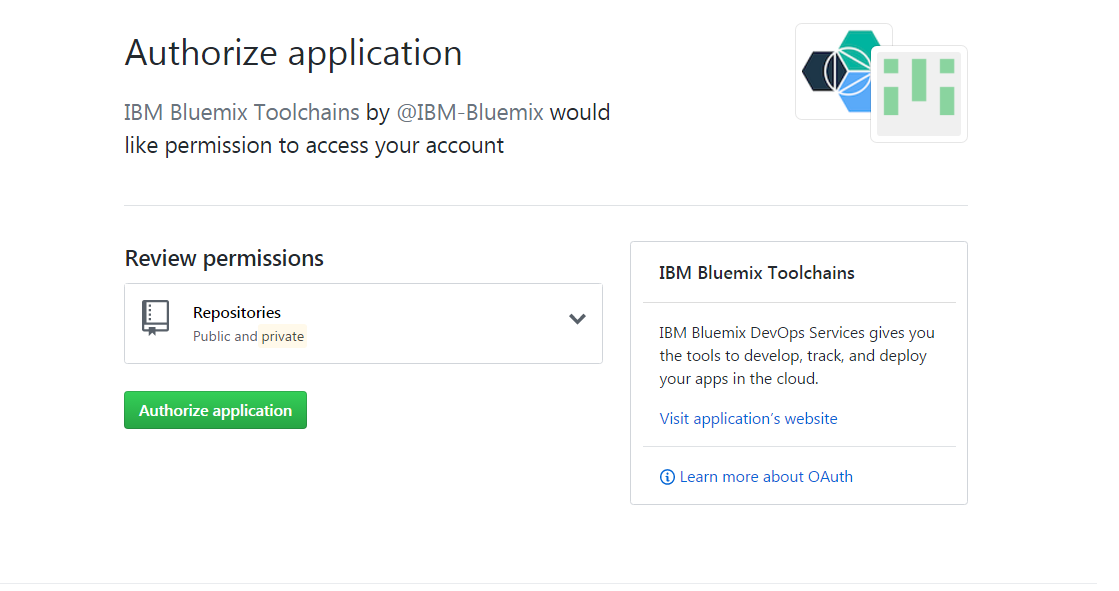 Authorize application
IBM Bluemix Toolchains by @IBM-Bluemix would
like permission to access your account
Review permissions
Repositories
Public and private
Authorize application
IBM Bluemix Toolchains
IBM Bluemix DevOps Services gives you
the tools to develop, track, and deploy
your apps in the cloud.
Visit application's website
Learn more about OAuth